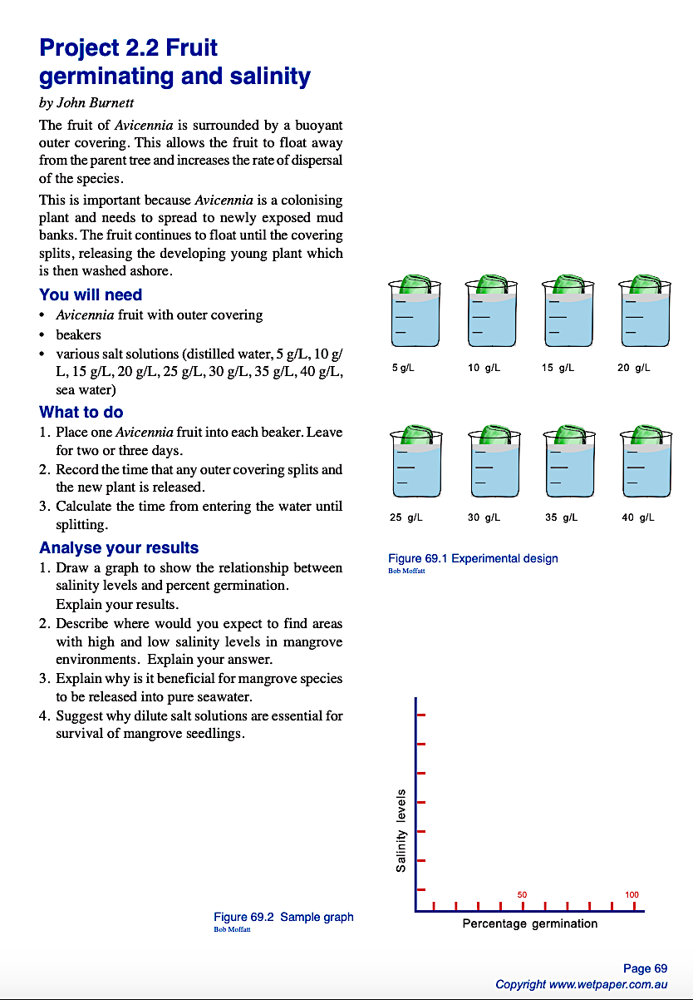 Project 2.2 Fruit
germinating and salinity
by John Burnett
The fruit of Avicennia is surrounded by a buoyant
outer covering. This allows the fruit to float away
from the parent tree and increases the rate of dispersal
of the species.
This is important because Avicennia is a colonising
plant and needs to spread to newly exposed mud
banks. The fruit continues to float until the covering
splits, releasing the developing young plant which
is then washed ashore.
You will need
• Avicennia fruit with outer covering
• beakers
• various salt solutions (distilled water, 5 g/L, 10 g/
L, 15 g/L, 20 g/L, 25 g/L, 30 g/L, 35 g/L, 40 g/L,
sea water)
What to do
1. Place one Avicennia fruit into each beaker. Leave
for two or three days.
2. Record the time that any outer covering splits and
the new plant is released.
3. Calculate the time from entering the water until
splitting.
Analyse your results
1. Draw a graph to show the relationship between
salinity levels and percent germination.
Explain your results.
2. Describe where would you expect to find areas
with high and low salinity levels in mangrove
environments. Explain your answer.
3. Explain why is it beneficial for mangrove species
to be released into pure seawater.
4. Suggest why dilute salt solutions are essential for
survival of mangrove seedlings.
5 g/L 10 g/L 15 g/L 20 g/L
25 g/L 30 g/L 35 g/L 40 g/L
Figure 69.1 Experimental design
Bob Moffatt
Salinity levels
50 100
Percentage germination
Figure 69.2 Sample graph
Bob Moffatt
Page 69
Copyright www.wetpaper.com.au